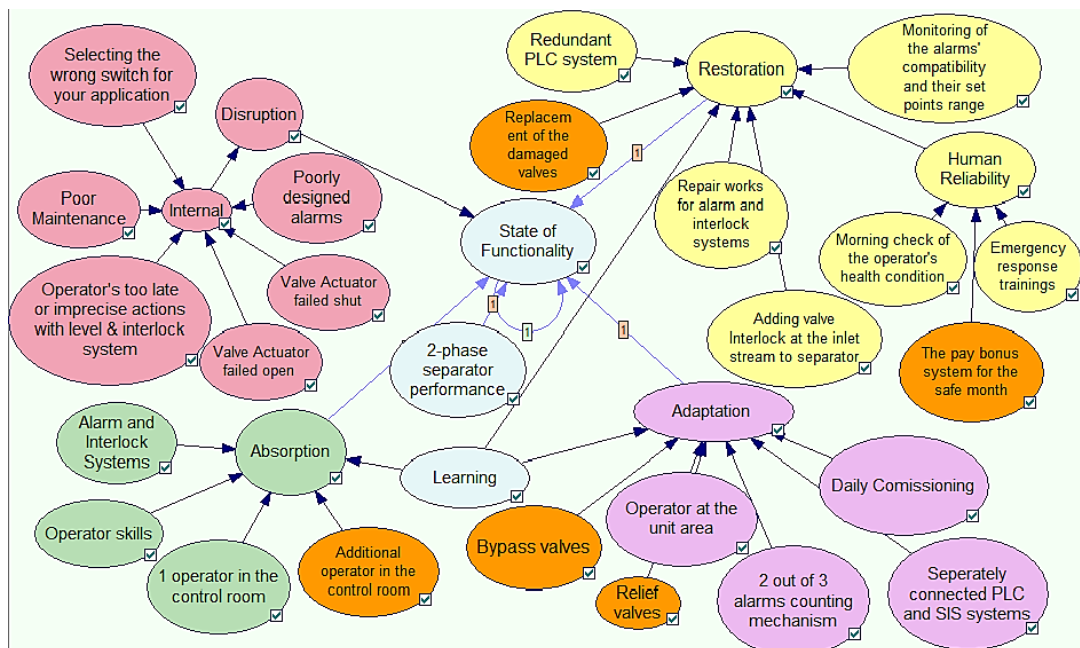 Selecting the
wrong switch for
your application
Disruption
Poor
Maintenance
Internal
Poorly
designed
alarms
Operator's too late
or imprecise actions
with level & interlock
system
Valve Actuator
failed shut
Valve Actuator
failed open
Redundant
PLC system
Restoration
Monitoring of
the alarms'
compatibility
and their set
points range
Replacem
ent of the
damaged
valves
1
Human
Reliability
Repair works
for alarm and
interlock
systems
Morning check of
the operator's
health condition
Emergency
response
trainings
State of
Functionality
1
1
1
2-phase
separator
performance
Adding valve
Interlock at the inlet
stream to separator
The pay bonus
system for the
safe month
Alarm and
Interlock
Systems
Absorption
Learning
Adaptation
Operator skills
1 operator in the
control room
Additional
operator in the
control room
Bypass valves
Operator at the
unit area
Relief
valves
2 out of 3
alarms counting
mechanism
Daily Comissioning
Seperately
connected PLC
and SIS systems